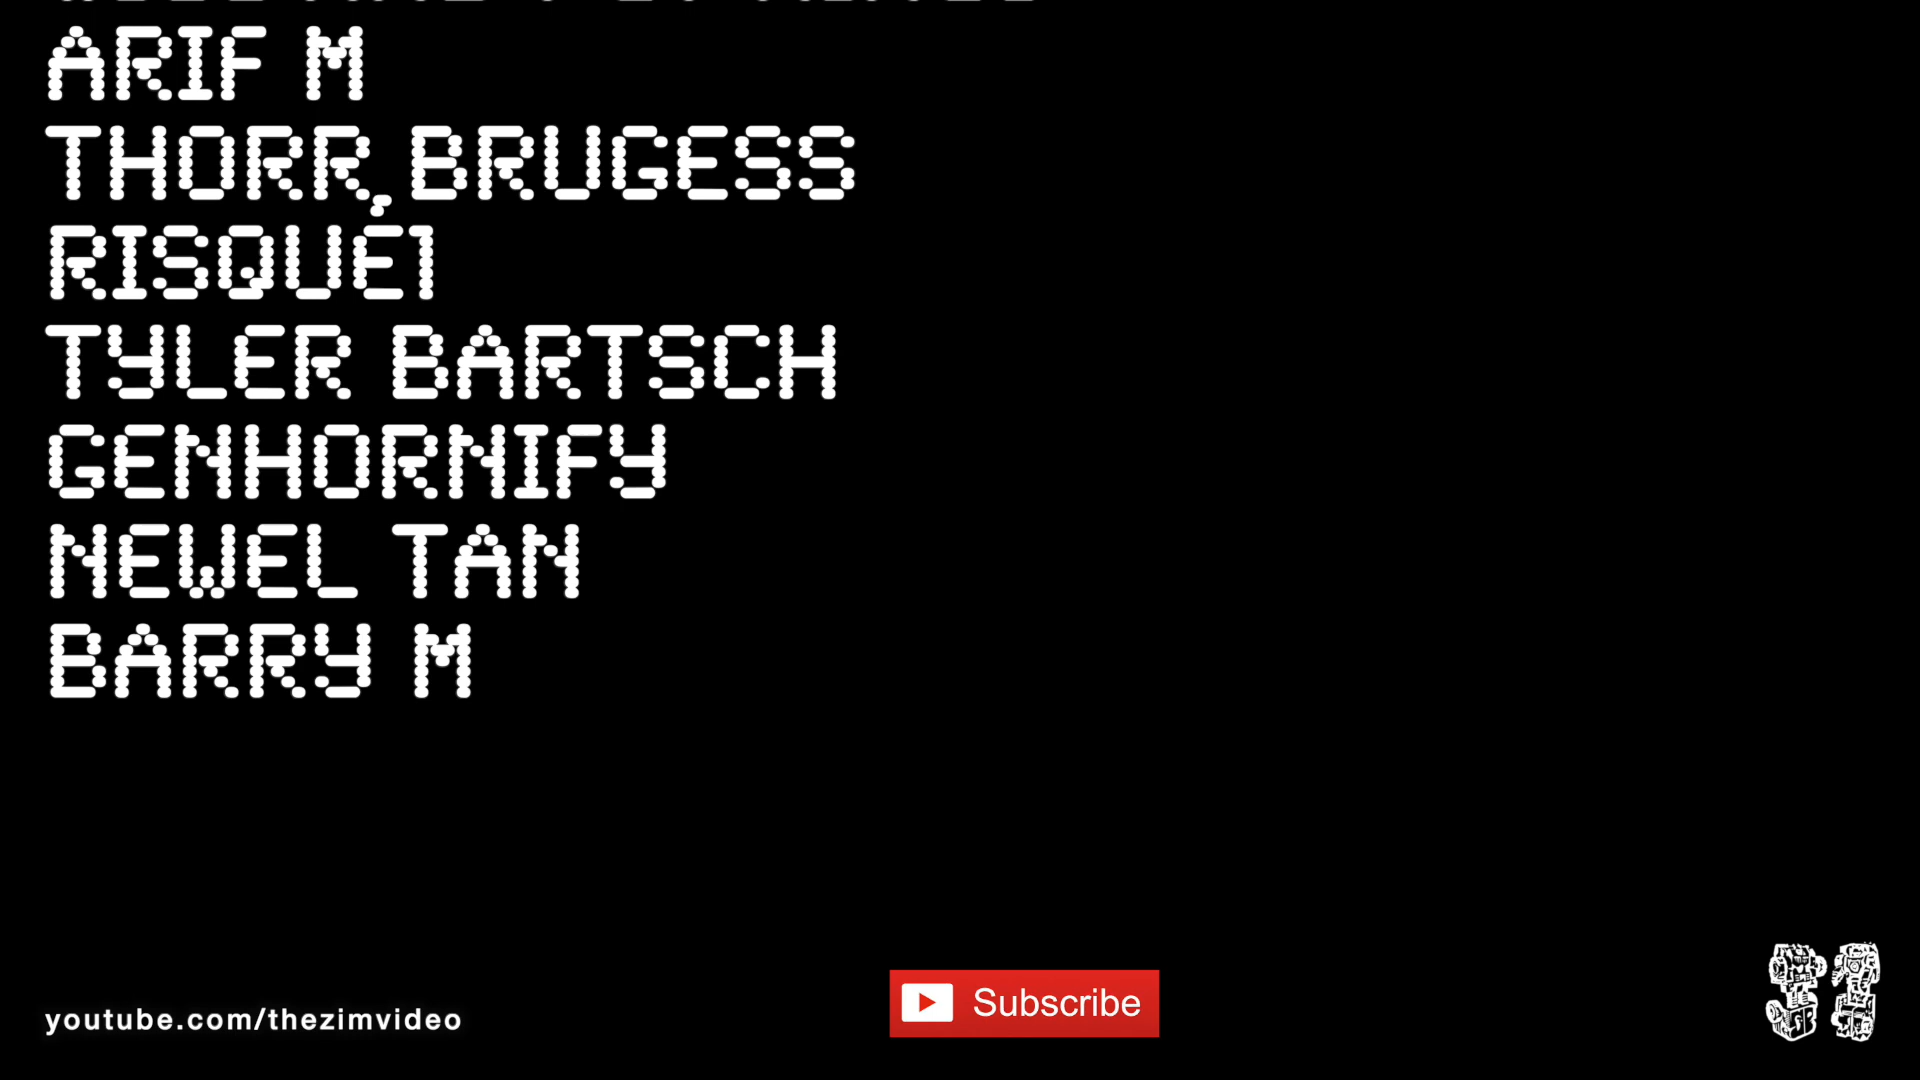 ARIF M
THORR, BRUGESS
RISQUÉ1
TYLER BARTSCH
GENHORNIFY
NEWEL TAN
BARRY M
youtube.com/thezimvideo
Subscribe